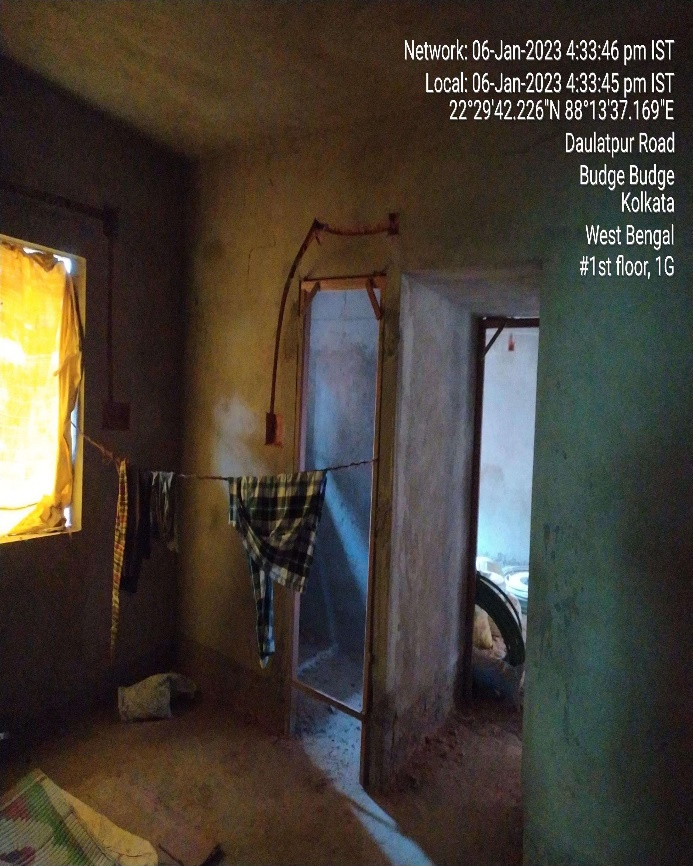 Network: 06-Jan-2023 4:33:46 pm IST
Local: 06-Jan-2023 4:33:45 pm IST
22°29'42.226"N 88°13'37.169"E
Daulatpur Road
Budge Budge
Kolkata
West Bengal
#1st floor, 1G